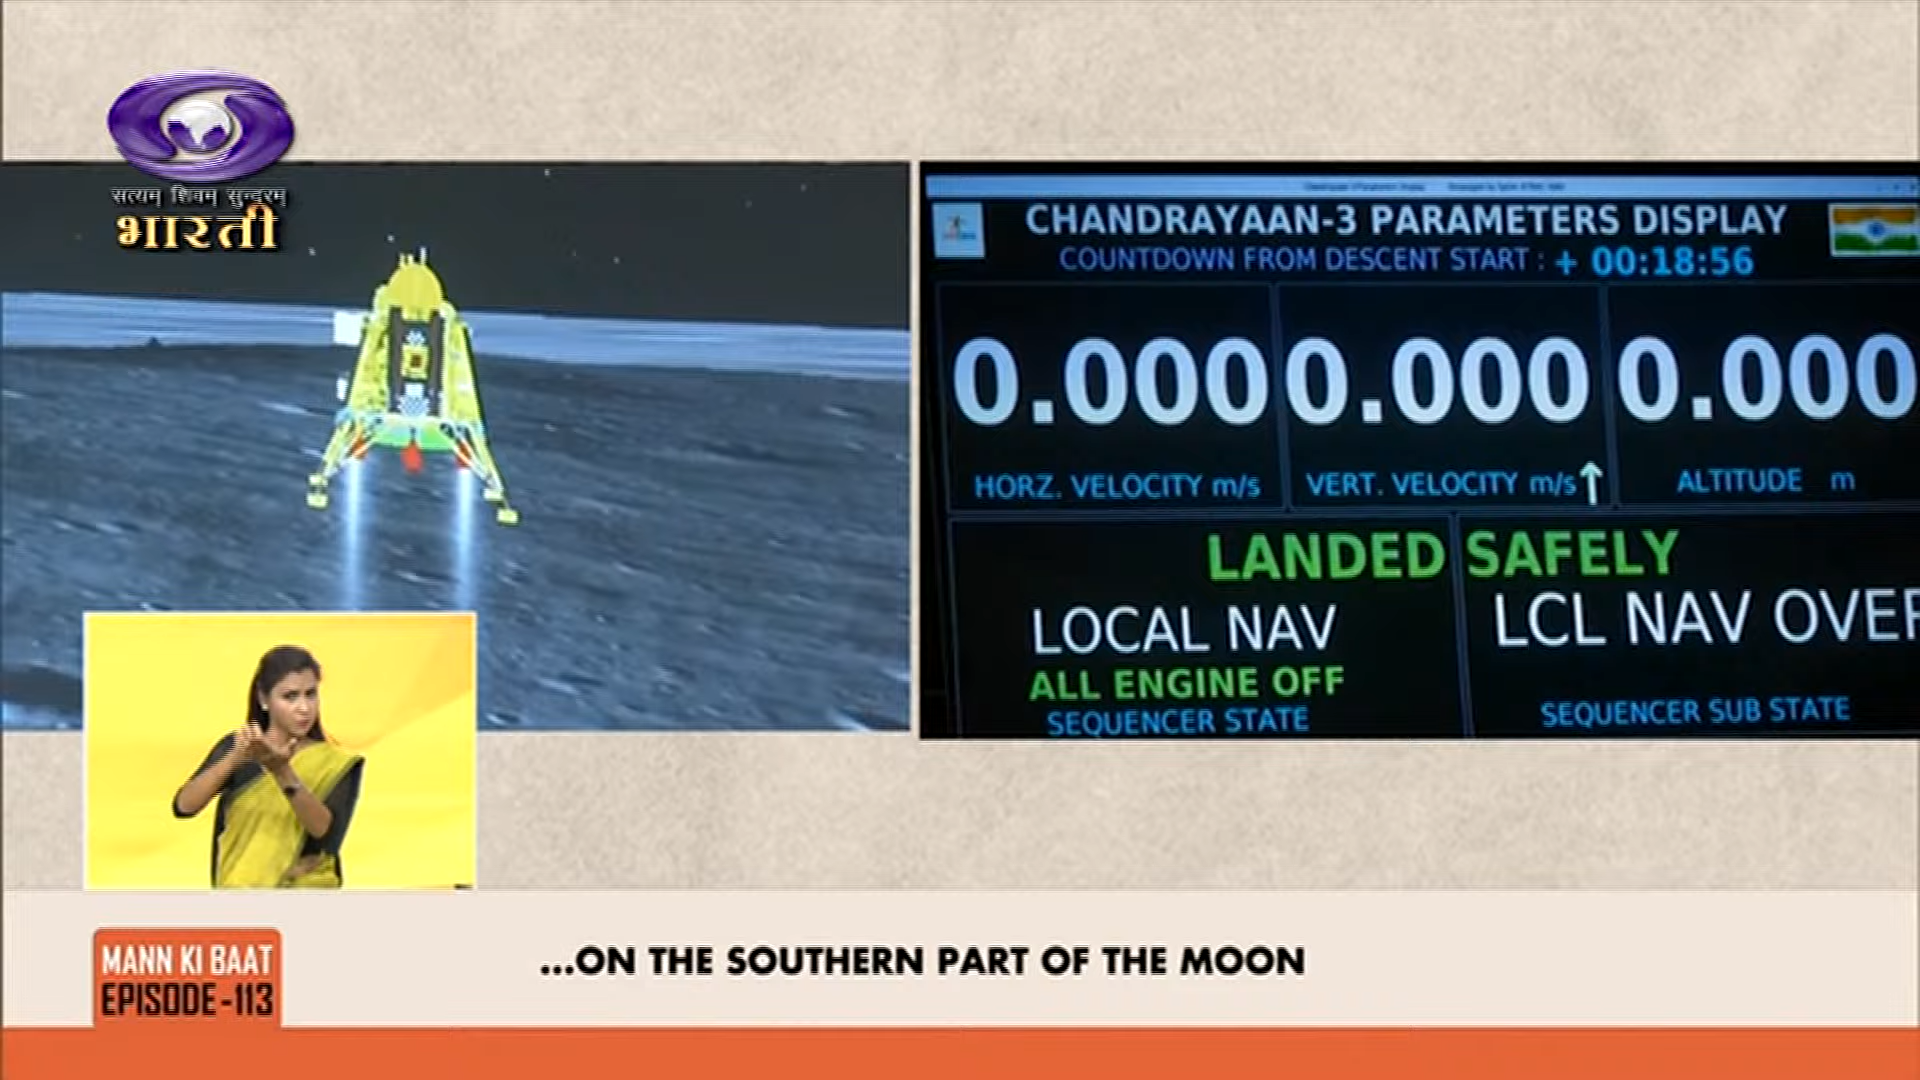 सत्यम् शिवम् सुन्दरम्
भारती
CHANDRAYAAN-3 PARAMETERS DISPLAY
COUNTDOWN FROM DESCENT START : + 00:18:56
0.000 0.000 0.000
HORZ. VELOCITY m/s VERT. VELOCITY m/s↑ ALTITUDE m
LANDED SAFELY
LOCAL NAV LCL NAV OVER
ALL ENGINE OFF
SEQUENCER STATE SEQUENCER SUB STATE
MANN KI BAAT
EPISODE -113
...ON THE SOUTHERN PART OF THE MOON